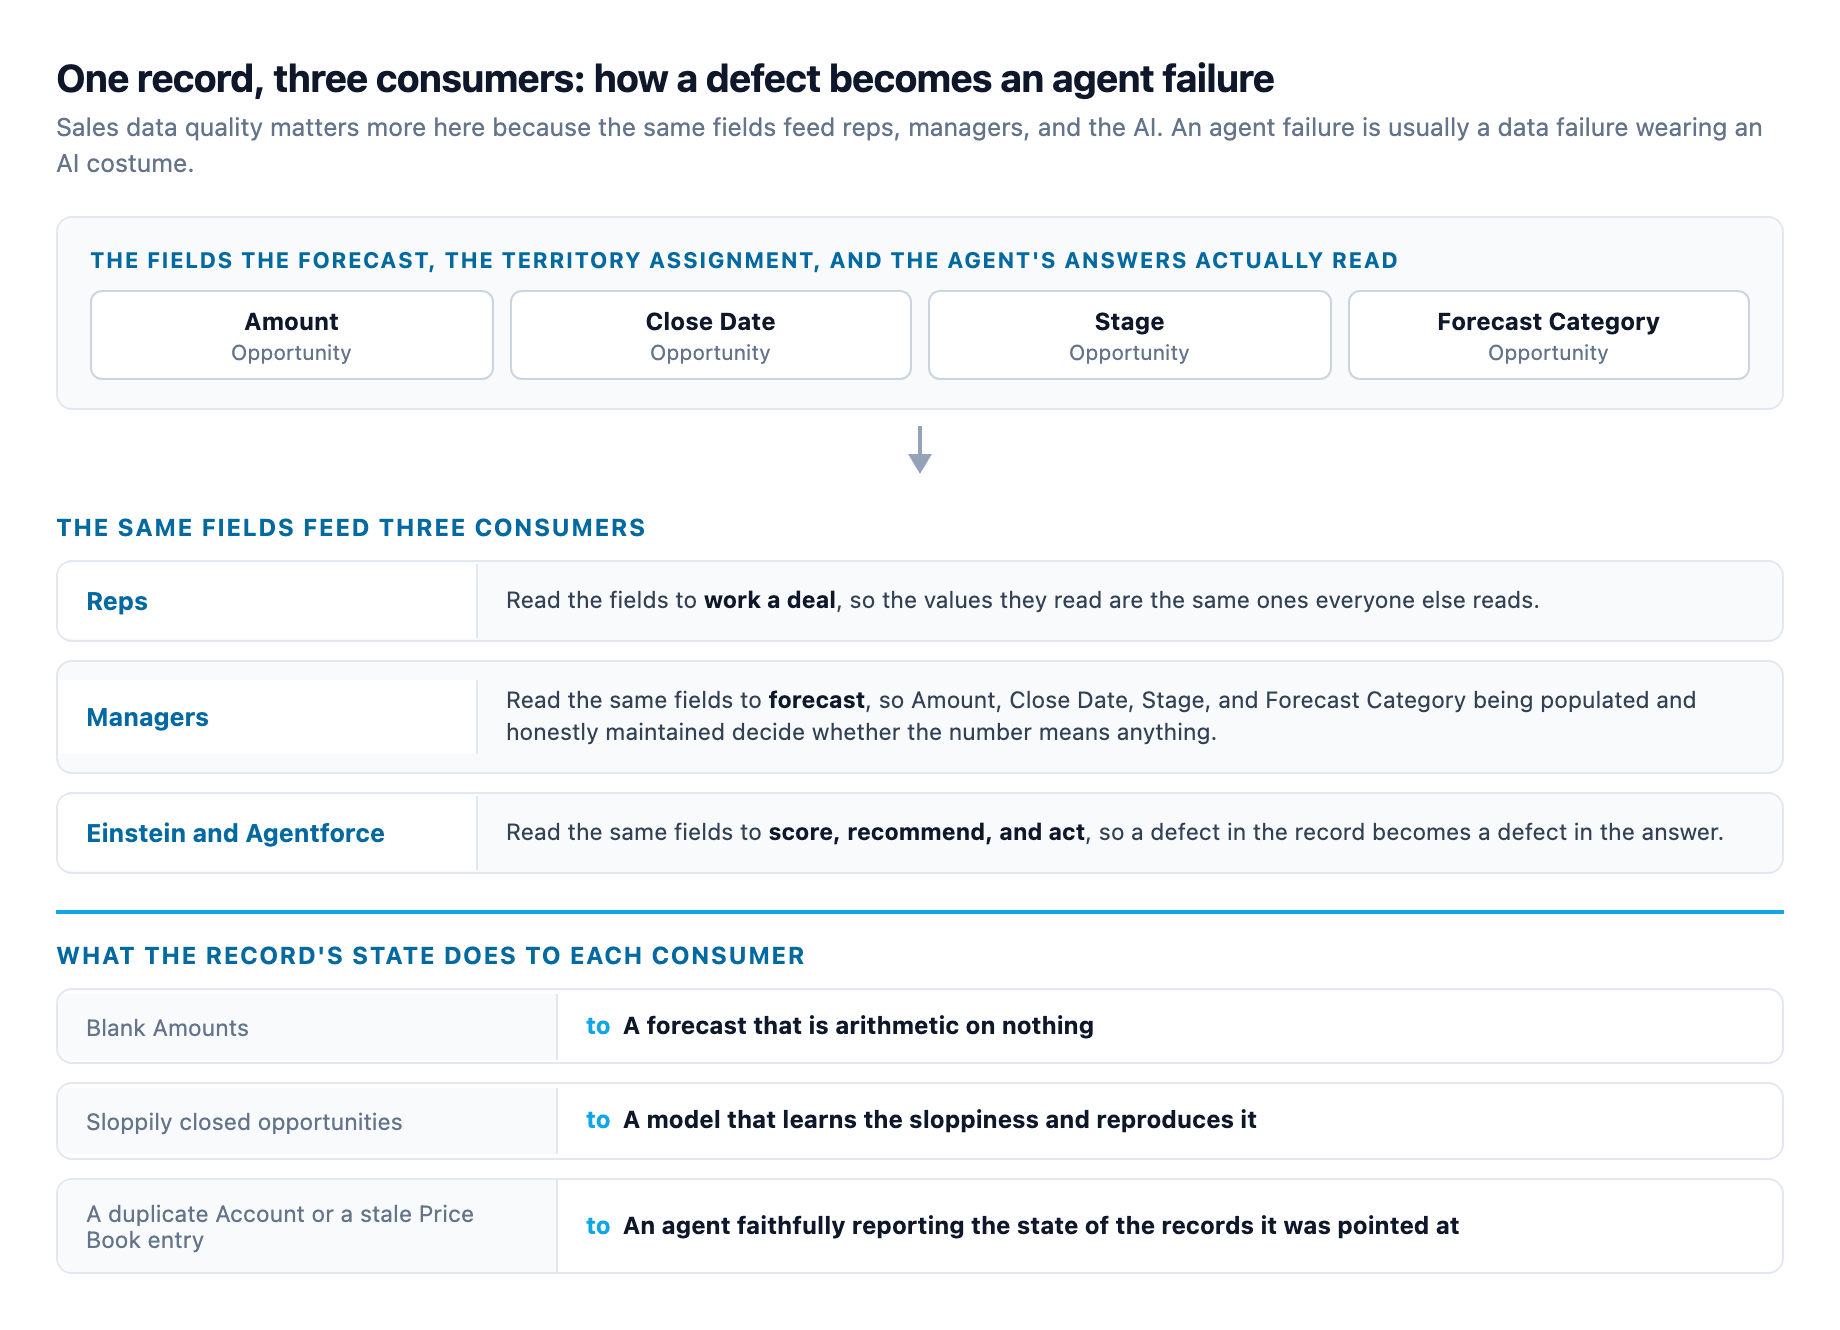 One record, three consumers: how a defect becomes an agent failure
Sales data quality matters more here because the same fields feed reps, managers, and the AI. An agent failure is usually a data failure wearing an
AI costume.
THE FIELDS THE FORECAST, THE TERRITORY ASSIGNMENT, AND THE AGENT'S ANSWERS ACTUALLY READ
Amount
Opportunity
Close Date
Opportunity
Stage
Opportunity
Forecast Category
Opportunity
THE SAME FIELDS FEED THREE CONSUMERS
Reps
Read the fields to work a deal, so the values they read are the same ones everyone else reads.
Managers
Read the same fields to forecast, so Amount, Close Date, Stage, and Forecast Category being populated and
honestly maintained decide whether the number means anything.
Einstein and Agentforce
Read the same fields to score, recommend, and act, so a defect in the record becomes a defect in the answer.
WHAT THE RECORD'S STATE DOES TO EACH CONSUMER
Blank Amounts
to A forecast that is arithmetic on nothing
Sloppily closed opportunities
to A model that learns the sloppiness and reproduces it
A duplicate Account or a stale Price
Book entry
to An agent faithfully reporting the state of the records it was pointed at